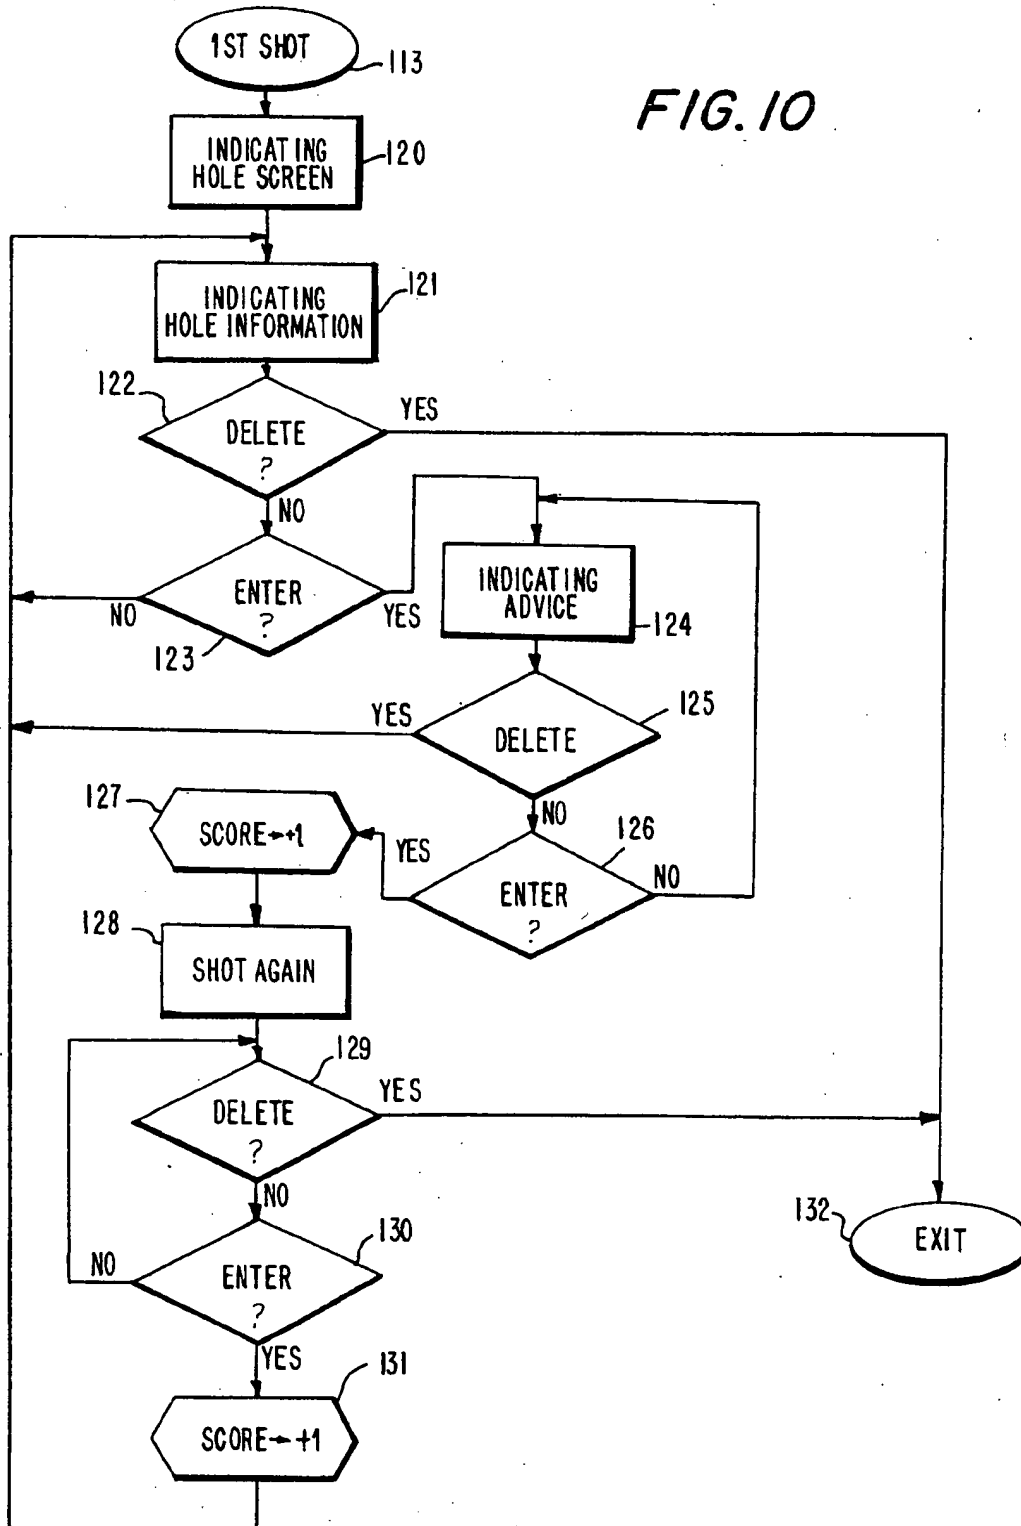 1ST SHOT
113
FIG. 10
INDICATING
HOLE SCREEN
120
INDICATING
HOLE INFORMATION
121
122
DELETE
?
YES
NO
ENTER
?
NO
YES
123
INDICATING
ADVICE
124
YES
DELETE
125
NO
127
SCORE→+1
YES
ENTER
?
126
NO
128
SHOT AGAIN
129
DELETE
?
YES
NO
130
NO
ENTER
?
132
EXIT
YES
131
SCORE→+1